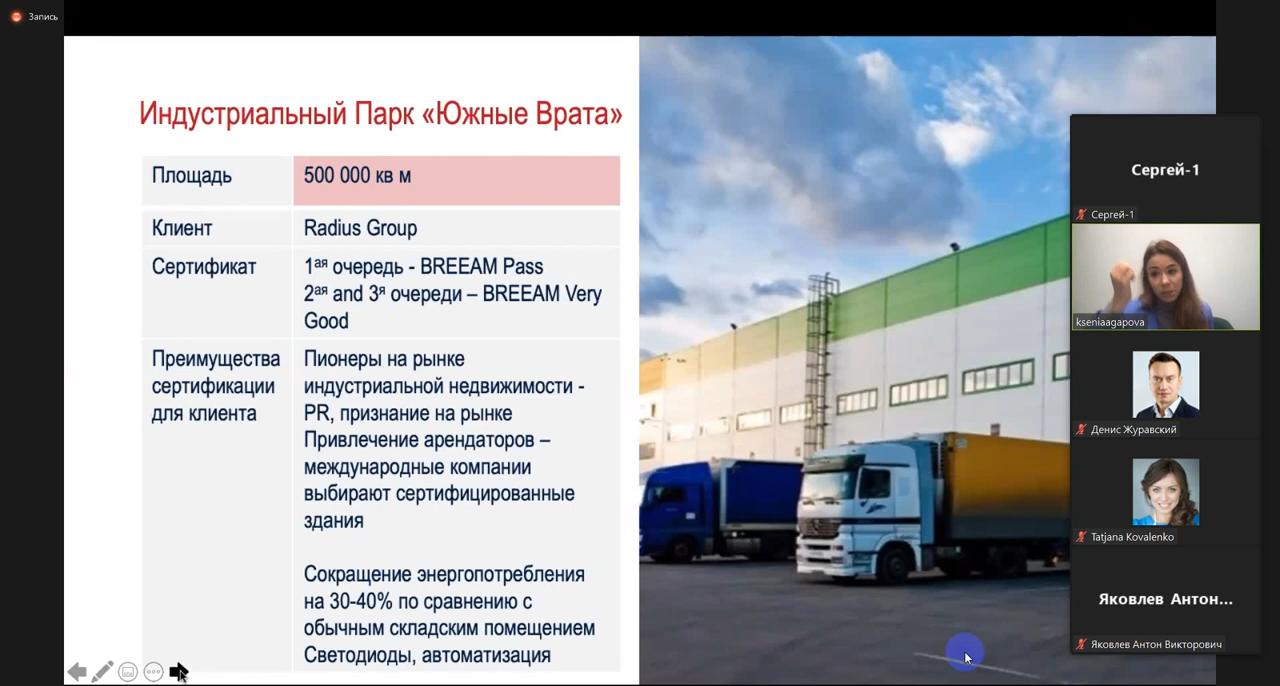 Запись
Индустриальный Парк «Южные Врата»
Площадь
500 000 кв м
Клиент
Radius Group
Сертификат
1ая очередь - BREEAM Pass
2ая and 3я очереди – BREEAM Very
Good
Преимущества
сертификации
для клиента
Пионеры на рынке
индустриальной недвижимости -
PR, признание на рынке
Привлечение арендаторов –
международные компании
выбирают сертифицированные
здания
Сокращение энергопотребления
на 30-40% по сравнению с
обычным складским помещением
Светодиоды, автоматизация
Сергей-1
Сергей-1
kseniaagapova
Денис Журавский
Tatjana Kovalenko
Яковлев Антон...
Яковлев Антон Викторович